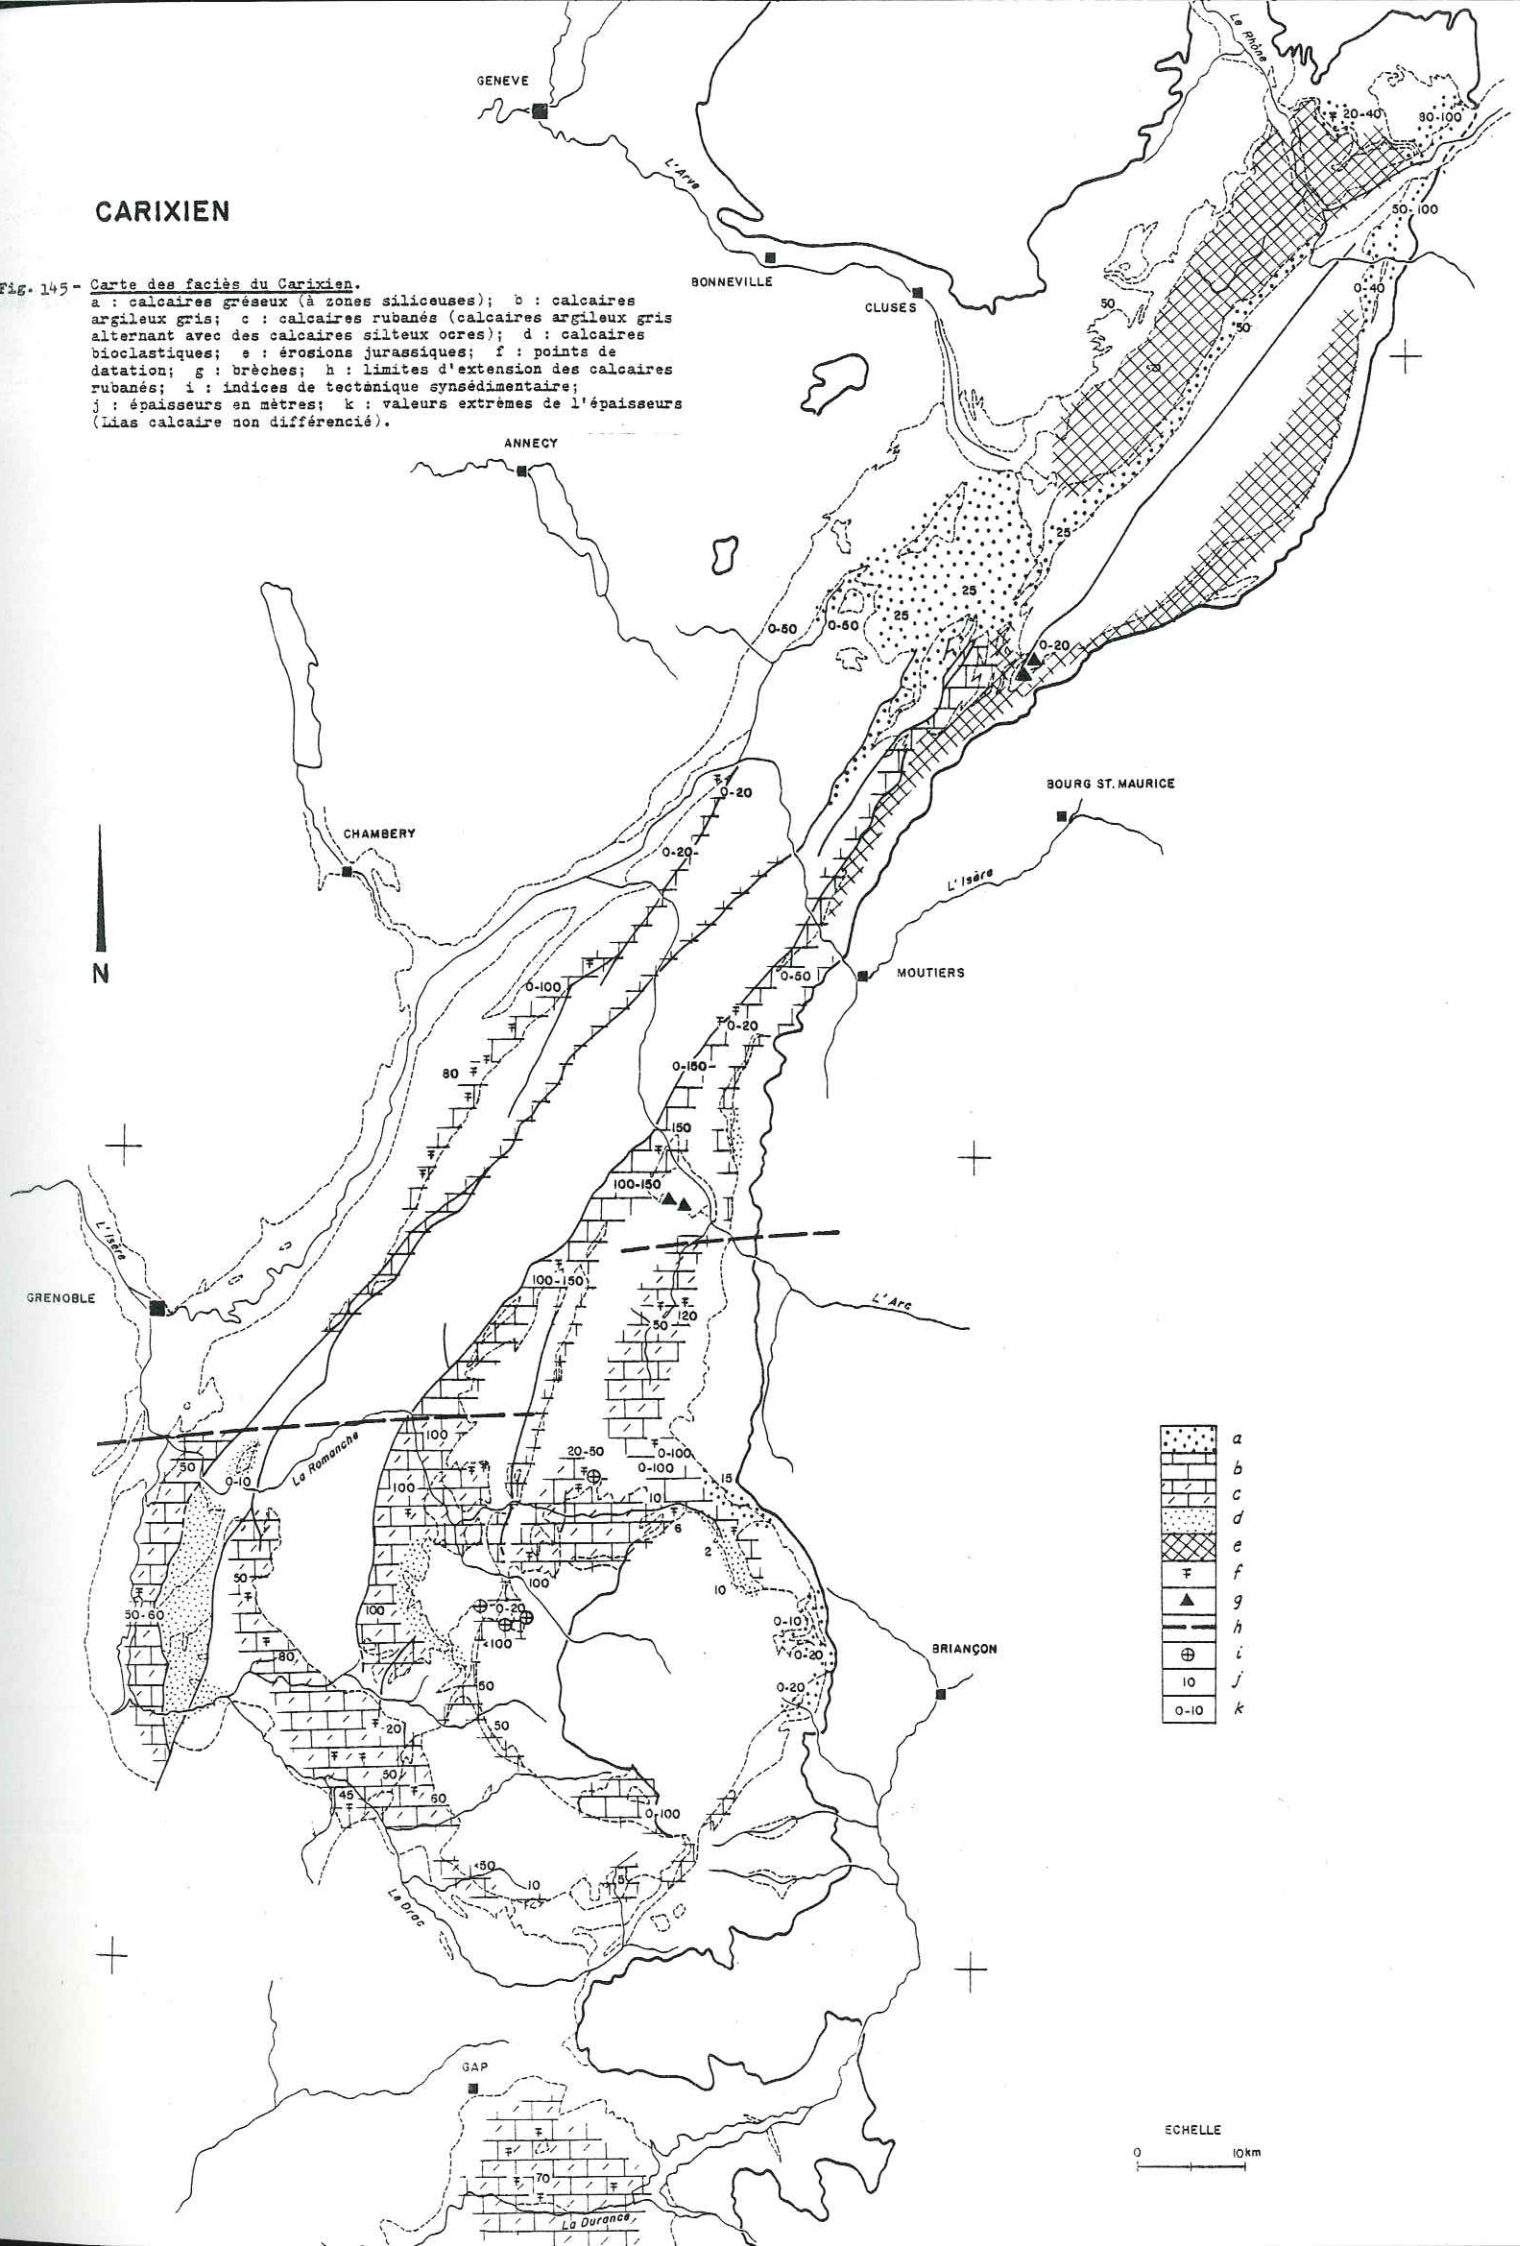 CARIXIEN
Fig. 145 - Carte des faciès du Carixien.
a : calcaires gréseux (à zones siliceuses); b : calcaires
argileux gris; c : calcaires rubanés (calcaires argileux gris
alternant avec des calcaires silteux ocres); d : calcaires
bioclastiques; e : érosions jurassiques; f : points de
datation; g : brèches; h : limites d'extension des calcaires
rubanés; i : indices de tectonique synsédimentaire;
j : épaisseurs en mètres; k : valeurs extrèmes de l'épaisseurs
(Lias calcaire non différencié).
GENEVE
L'Arve
Le Rhône
20-40
80-100
50-100
BONNEVILLE
CLUSES
0-40
50
50
ANNECY
25
25
25
0-50
0-50
0-20
BOURG ST. MAURICE
0-20
CHAMBERY
0-20
L'Isère
MOUTIERS
0-50
0-100
0-20
N
80
0-150
150
100-150
L'Isère
GRENOBLE
100-150
L'Arc
120
50
100
La Romanche
20-50
0-100
0-100
50
0-10
15
100
10
6
2
50
100
10
50-60
100
0-20
<100
0-10
0-20
BRIANÇON
80
50
0-20
20
50
50
45
60
0-100
<50
10
5
Le Drac
GAP
70
La Durance
a
b
c
d
e
f
g
h
i
10 j
0-10 k
ECHELLE
0 10km